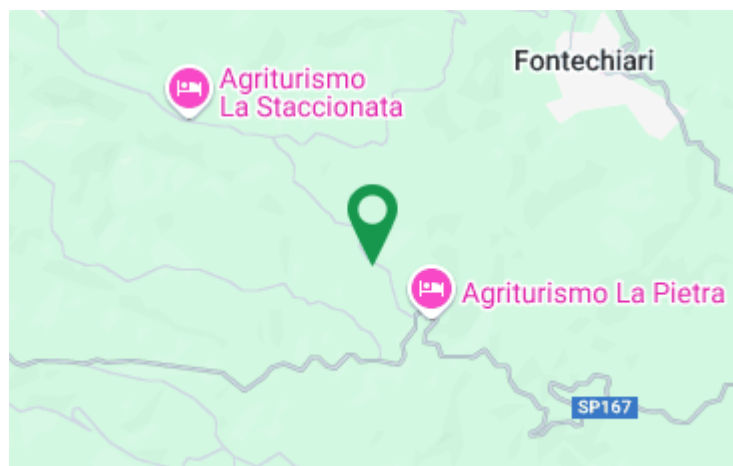 Fontechiari
Agriturismo
La Staccionata
Agriturismo La Pietra
SP167